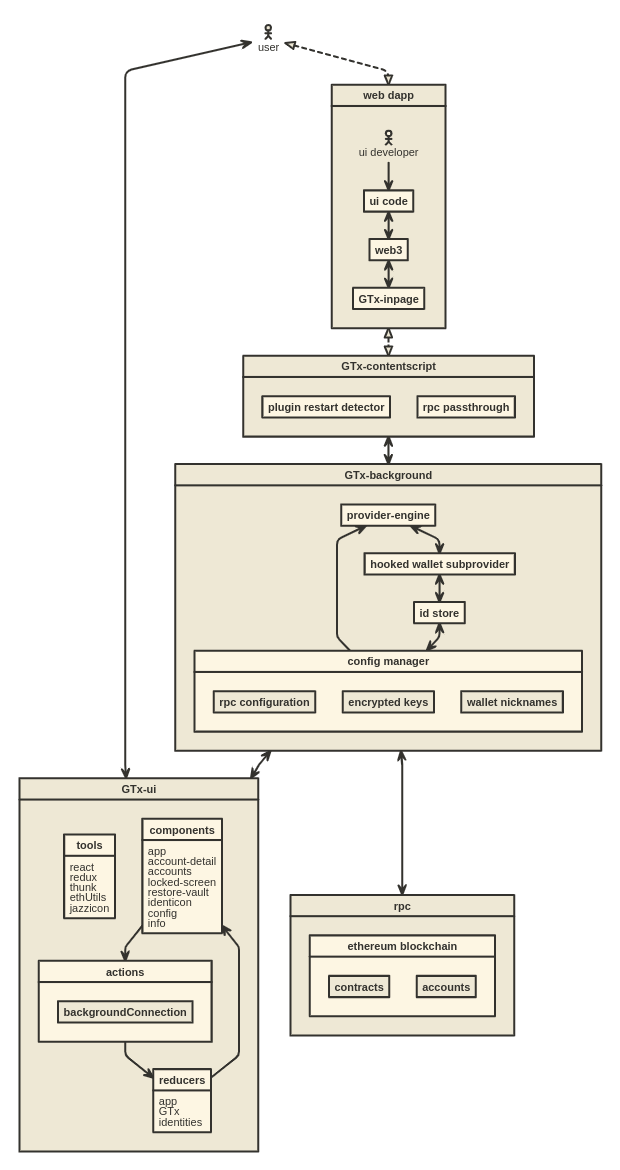 user
web dapp
ui developer
ui code
web3
GTx-inpage
GTx-contentscript
plugin restart detector
rpc passthrough
GTx-background
provider-engine
hooked wallet subprovider
id store
config manager
rpc configuration
encrypted keys
wallet nicknames
GTx-ui
tools
react
redux
thunk
ethUtils
jazzicon
components
app
account-detail
accounts
locked-screen
restore-vault
identicon
config
info
actions
backgroundConnection
reducers
app
GTx
identities
rpc
ethereum blockchain
contracts
accounts